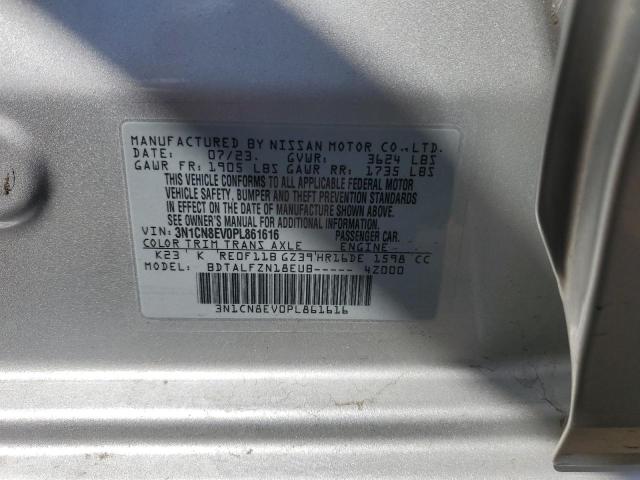 MANUFACTURED BY NISSAN MOTOR CO.,LTD.
DATE: 07/23. GVWR: 3624 LBS
GAWR FR: 1905 LBS GAWR RR: 1735 LBS
THIS VEHICLE CONFORMS TO ALL APPLICABLE FEDERAL MOTOR
VEHICLE SAFETY, BUMPER AND THEFT PREVENTION STANDARDS
IN EFFECT ON THE DATE OF MANUFACTURE SHOWN ABOVE.
SEE OWNER'S MANUAL FOR ADDITIONAL INFORMATION
VIN: 3N1CN8EV0PL861616 PASSENGER CAR.
COLOR TRIM TRANS AXLE ENGINE
K23 K RE0F11B GZ39 HR16DE 1598 CC
MODEL: BDTALFZN18EUB----- 4Z000
3N1CN8EV0PL861616